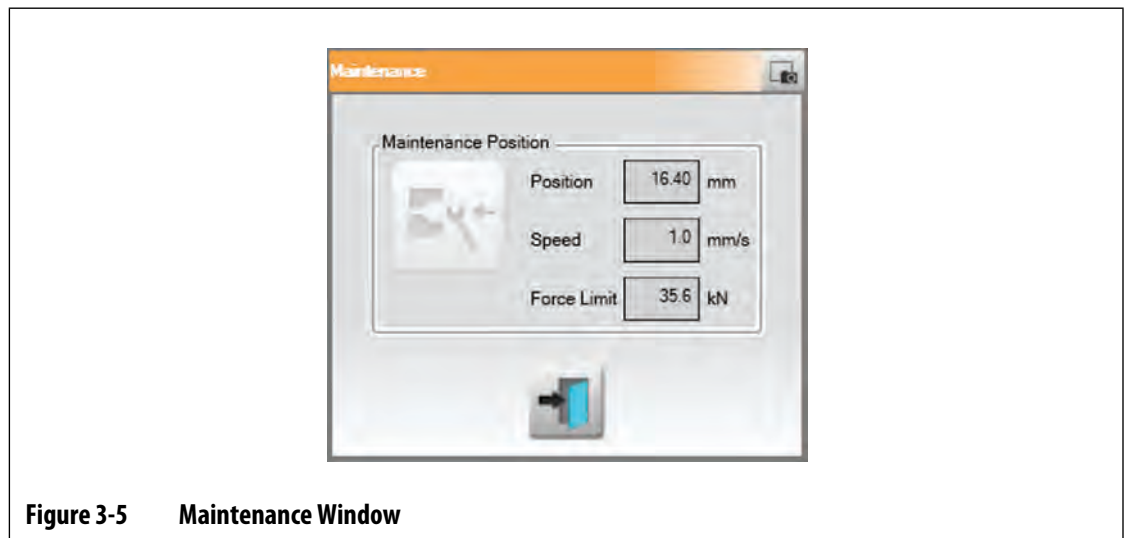 Maintenance
Maintenance Position
Position 16.40 mm
Speed 1.0 mm/s
Force Limit 35.6 kN
Figure 3-5 Maintenance Window